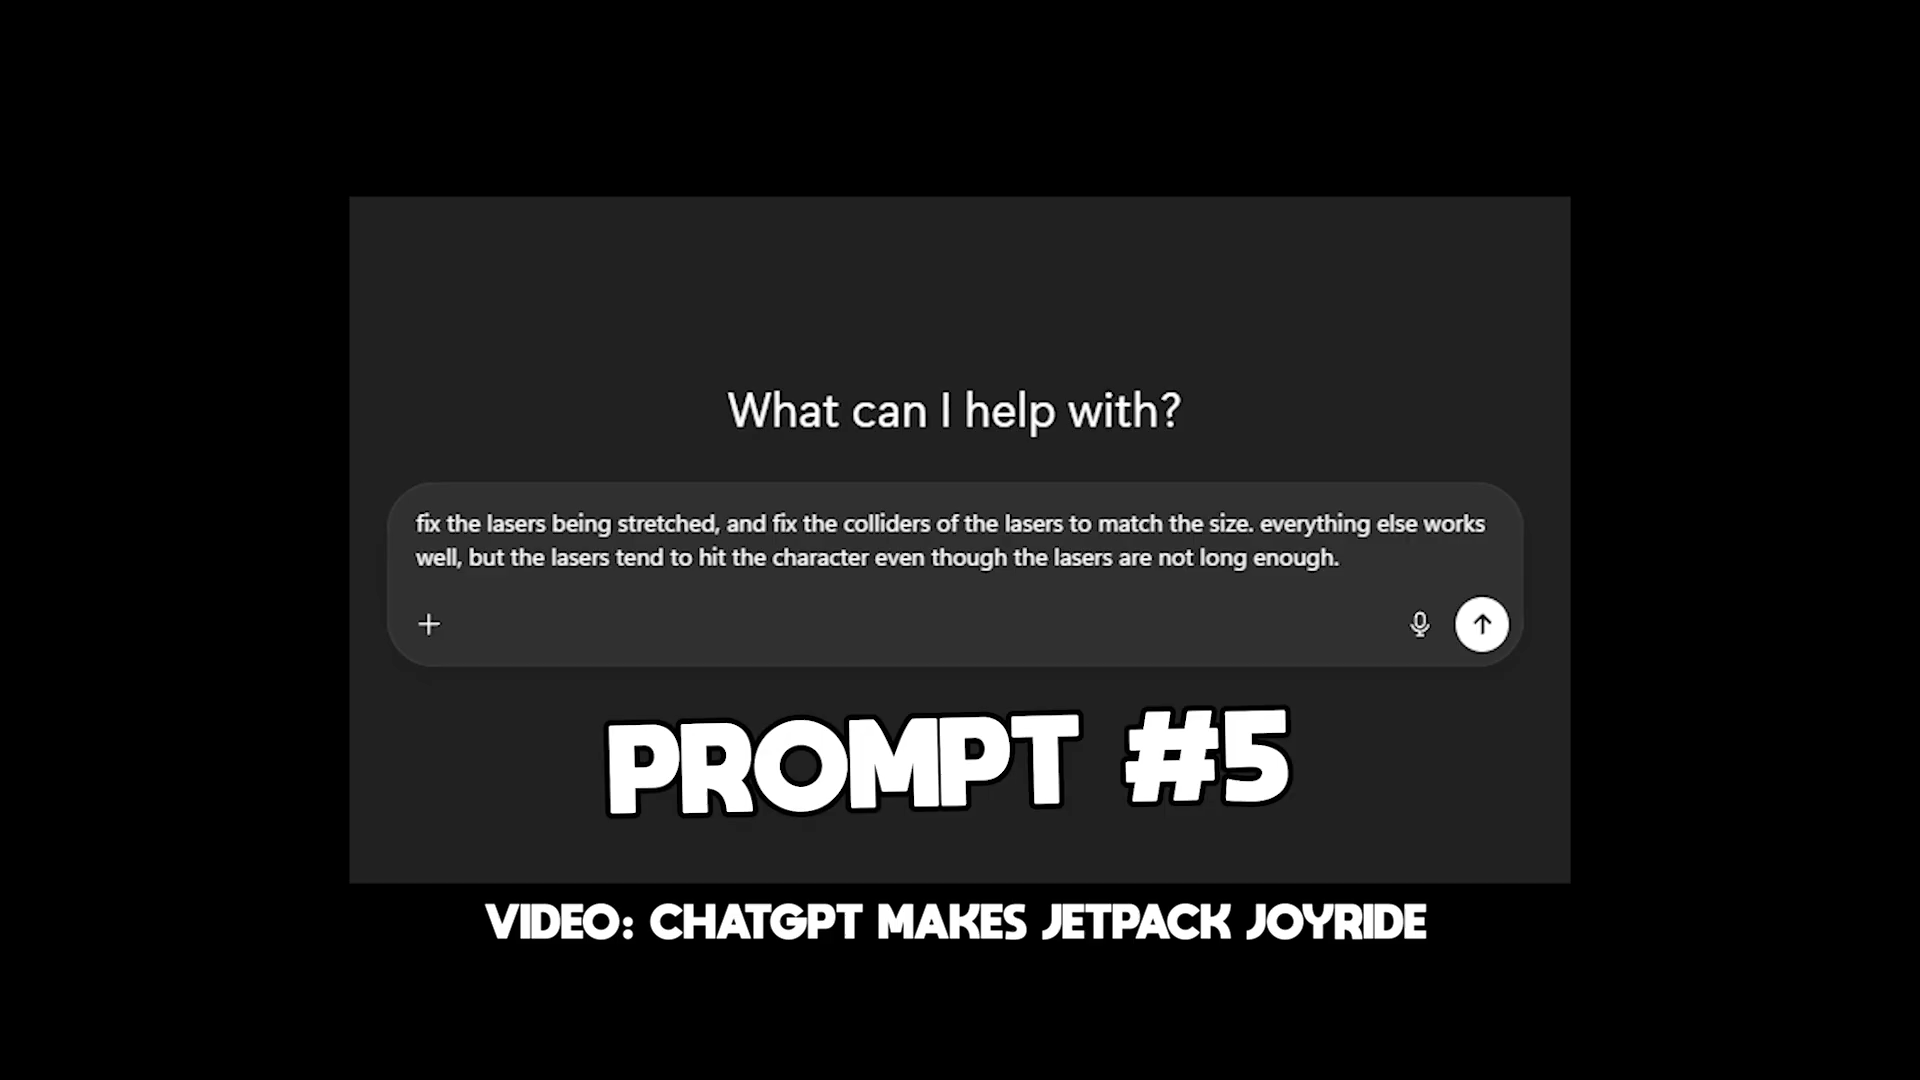 What can I help with?
fix the lasers being stretched, and fix the colliders of the lasers to match the size. everything else works
well, but the lasers tend to hit the character even though the lasers are not long enough.
PROMPT #5
VIDEO: CHATGPT MAKES JETPACK JOYRIDE